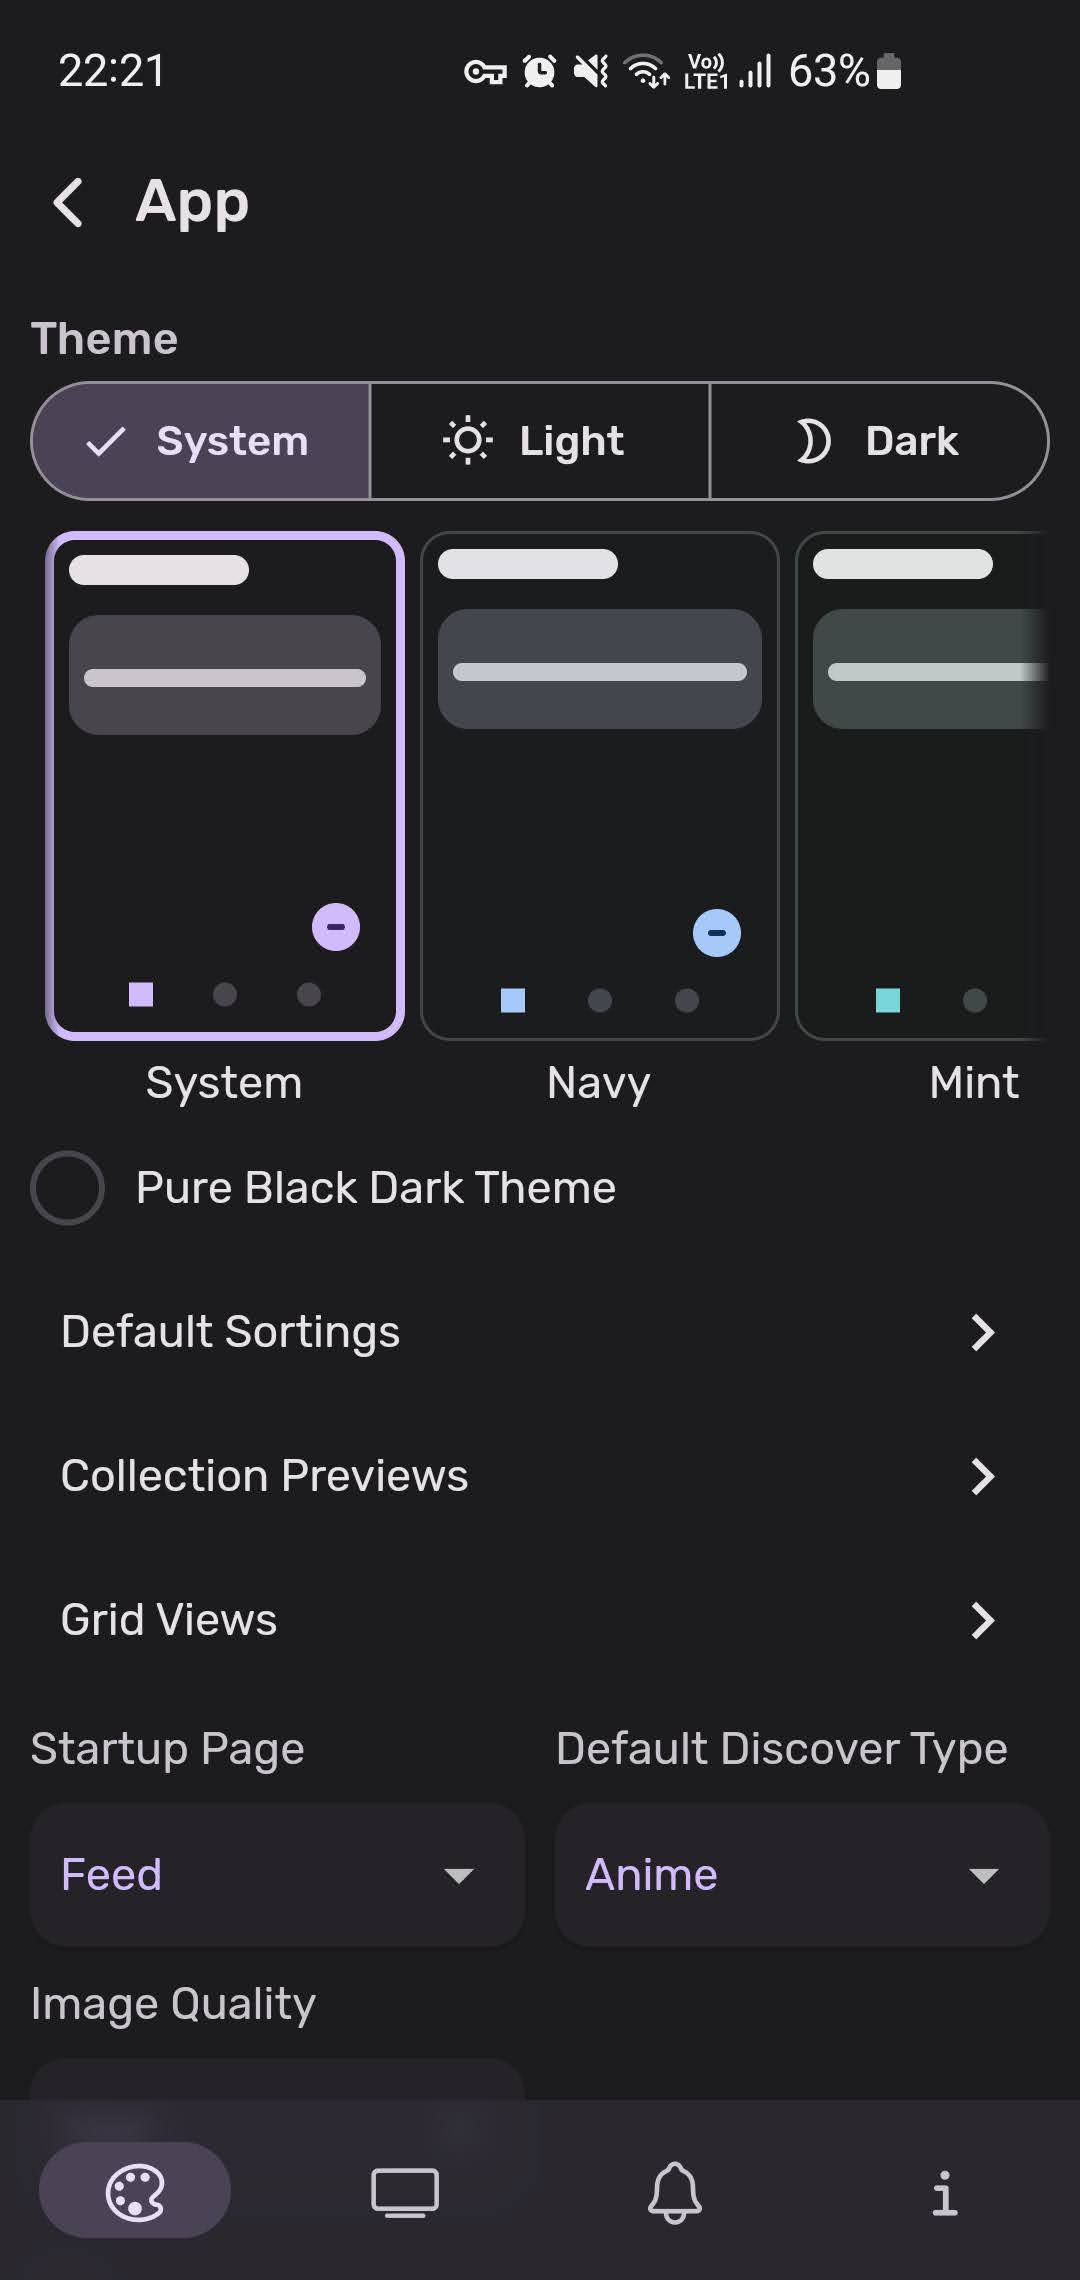 22:21
Vo)) LTE1 63%
App
Theme
System Light Dark
System Navy Mint
Pure Black Dark Theme
Default Sortings
Collection Previews
Grid Views
Startup Page Default Discover Type
Feed Anime
Image Quality